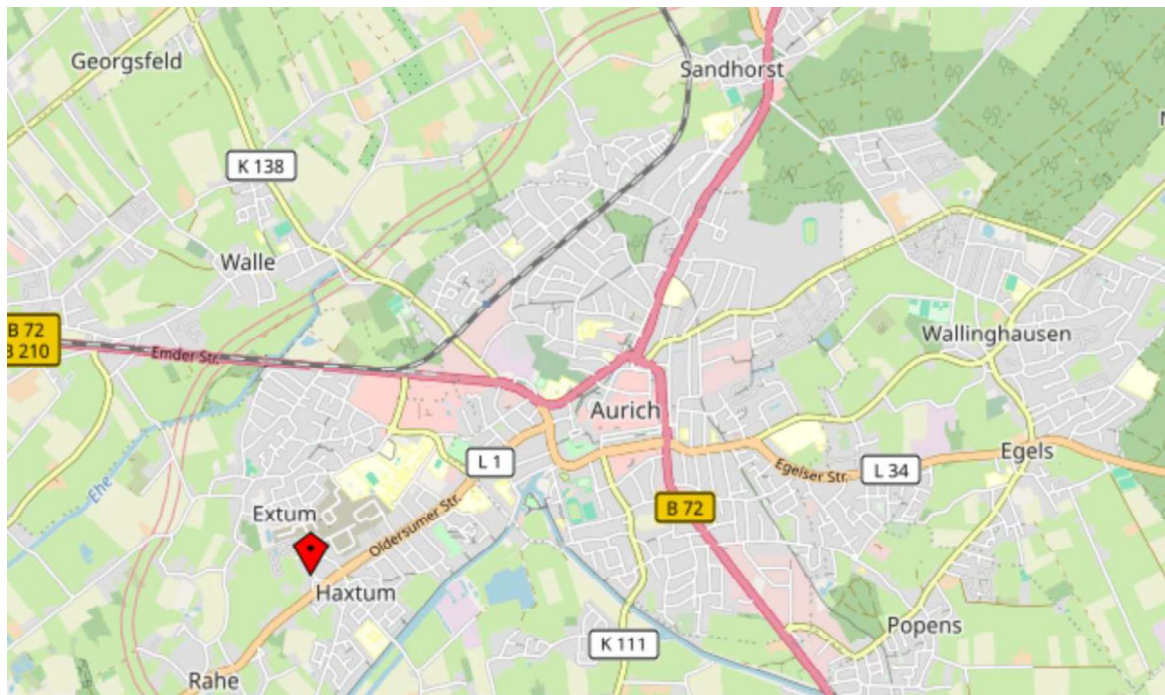 Georgsfeld
Sandhorst
K 138
Walle
B 72
B 210
Emder Str.
Wallinghausen
Aurich
L 1
Egelser Str.
L 34
Egels
Ehe
Extum
Oldersumer Str.
B 72
Haxtum
K 111
Popens
Rahe